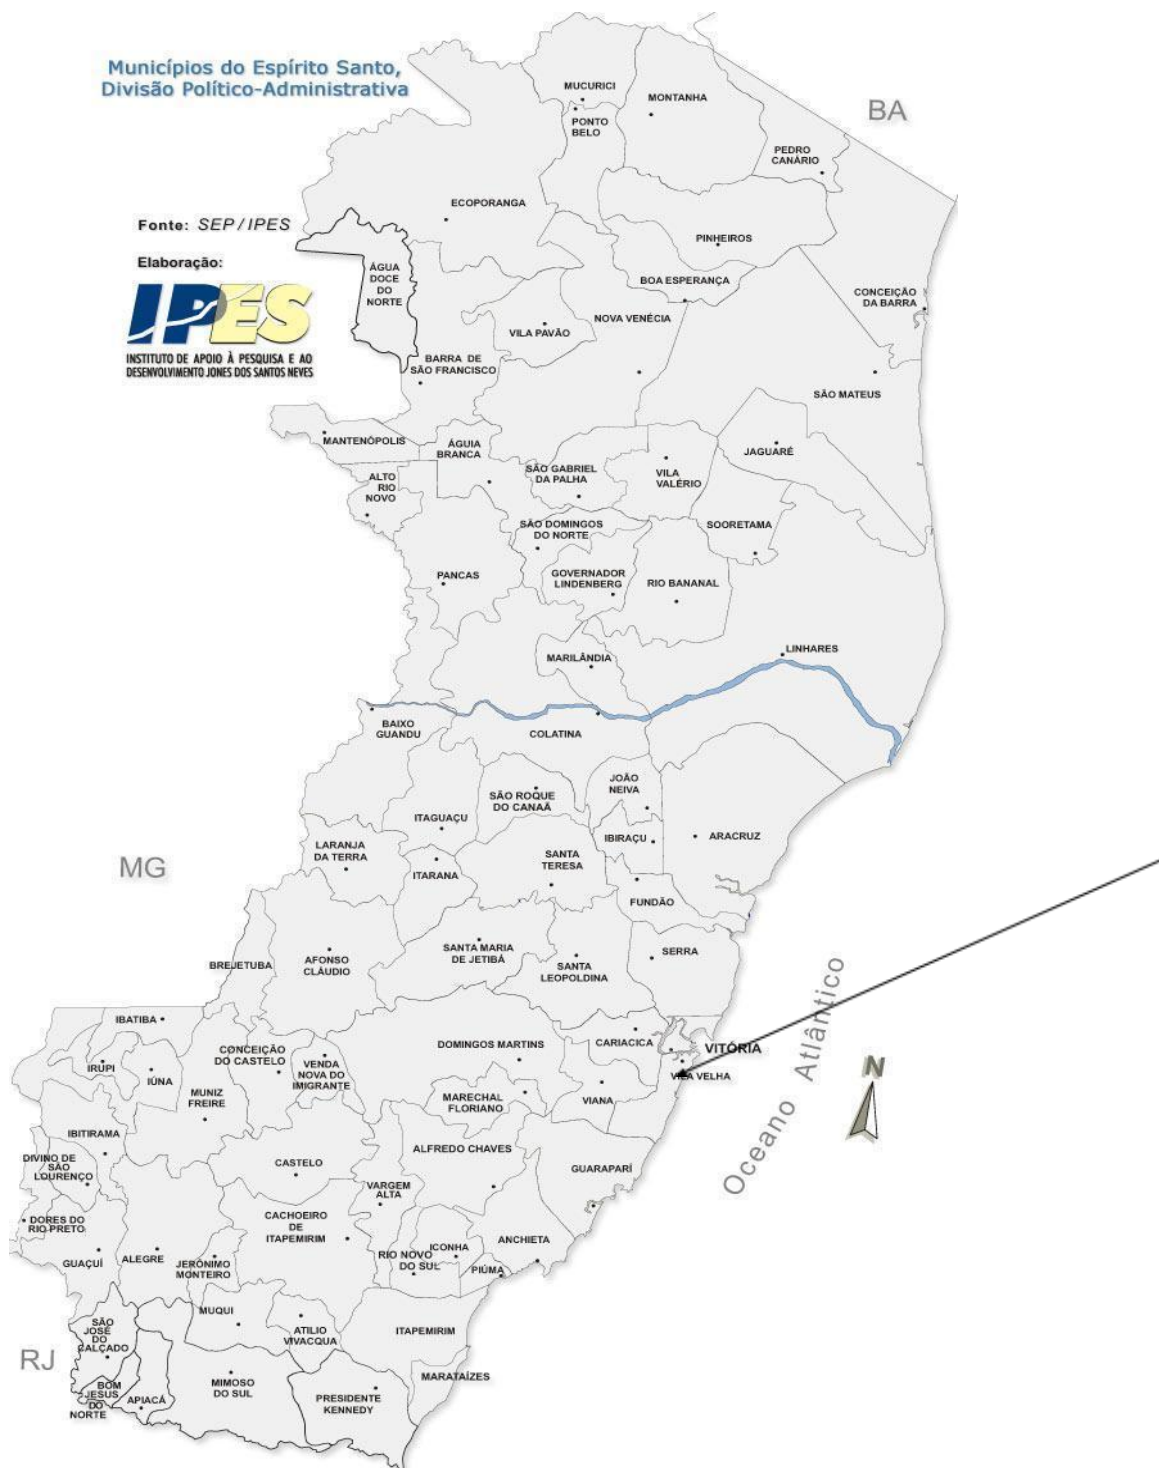 Municípios do Espírito Santo,
Divisão Político-Administrativa
BA
MUCURICI
MONTANHA
PONTO
BELO
PEDRO
CANÁRIO
ECOPORANGA
Fonte: SEP / IPES
PINHEIROS
Elaboração:
ÁGUA
DOCE
DO
NORTE
BOA ESPERANÇA
CONCEIÇÃO
DA BARRA
IPES
INSTITUTO DE APOIO À PESQUISA E AO
DESENVOLVIMENTO JONES DOS SANTOS NEVES
NOVA VENÉCIA
VILA PAVÃO
BARRA DE
SÃO FRANCISCO
SÃO MATEUS
MANTENÓPOLIS
ÁGUIA
BRANCA
JAGUARÉ
ALTO
RIO
NOVO
SÃO GABRIEL
DA PALHA
VILA
VALÉRIO
SÃO DOMINGOS
DO NORTE
SOORETAMA
PANCAS
GOVERNADOR
LINDENBERG
RIO BANANAL
MARILÂNDIA
LINHARES
BAIXO
GUANDU
COLATINA
JOÃO
NEIVA
SÃO ROQUE
DO CANAÃ
ITAGUAÇU
IBIRAÇU
ARACRUZ
LARANJA
DA TERRA
SANTA
TERESA
MG
ITARANA
FUNDÃO
BREJETUBA
AFONSO
CLÁUDIO
SANTA MARIA
DE JETIBÁ
SANTA
LEOPOLDINA
SERRA
IBATIBA
CONCEIÇÃO
DO CASTELO
DOMINGOS MARTINS
CARIACICA
VITÓRIA
Oceano Atlântico
IRUPI
IÚNA
VENDA
NOVA DO
IMIGRANTE
VILA VELHA
N
MUNIZ
FREIRE
MARECHAL
FLORIANO
VIANA
IBITIRAMA
DIVINO DE
SÃO
LOURENÇO
CASTELO
ALFREDO CHAVES
GUARAPARÍ
VARGEM
ALTA
DORES DO
RIO PRETO
CACHOEIRO
DE
ITAPEMIRIM
GUAÇUÍ
ALEGRE
JERÔNIMO
MONTEIRO
RIO NOVO
DO SUL
ICONHA
ANCHIETA
PIÚMA
SÃO
JOSÉ
DO
CALÇADO
MUQUI
ATILIO
VIVACQUA
ITAPEMIRIM
RJ
BOM
JESUS
DO
NORTE
APIACÁ
MIMOSO
DO SUL
PRESIDENTE
KENNEDY
MARATAÍZES